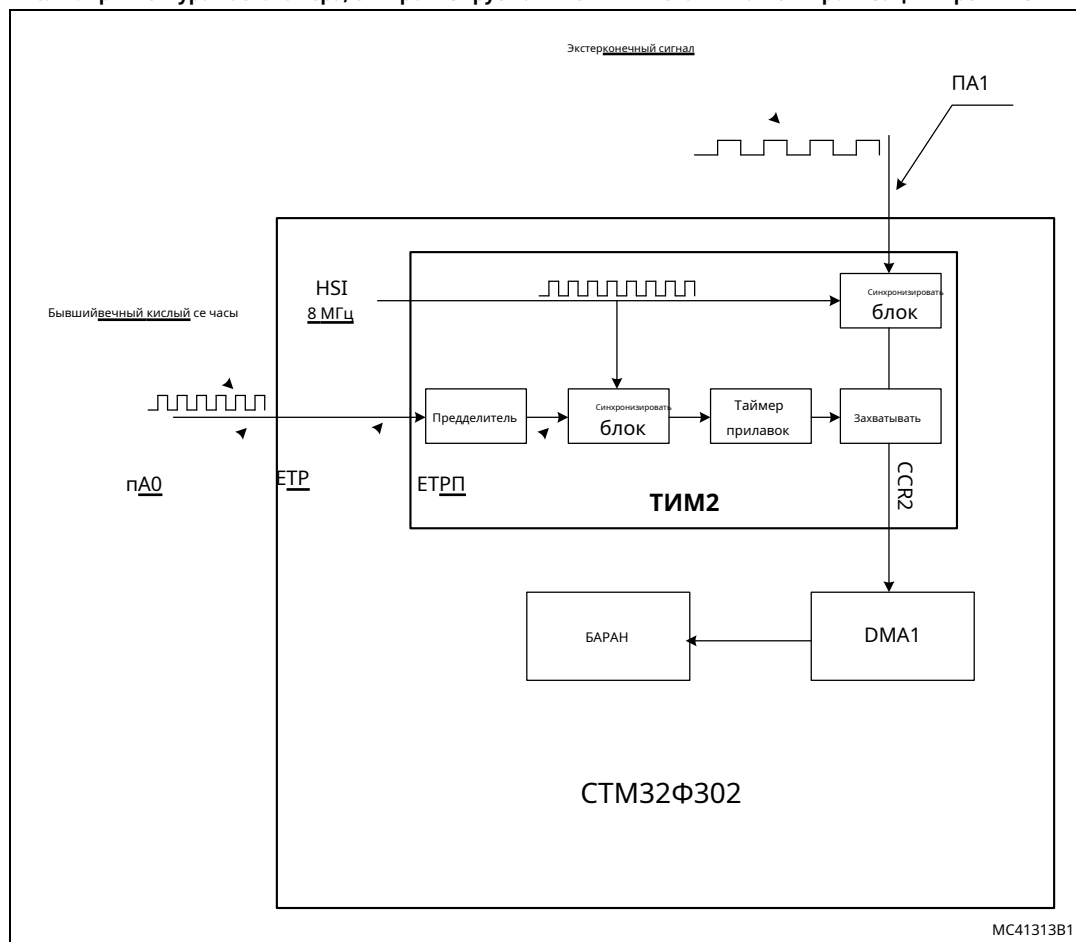 Экстерконечный сигнал
ПА1
HSI
8 МГц
Синхронизировать
блок
Бывшийвечный кислый се часы
Предделитель
Синхронизировать
блок
Таймер
прилавок
Захватывать
пА0
ЕТР
ЕТРП
ТИМ2
CCR2
БАРАН
DMA1
СТМ32Ф302
MC41313B1